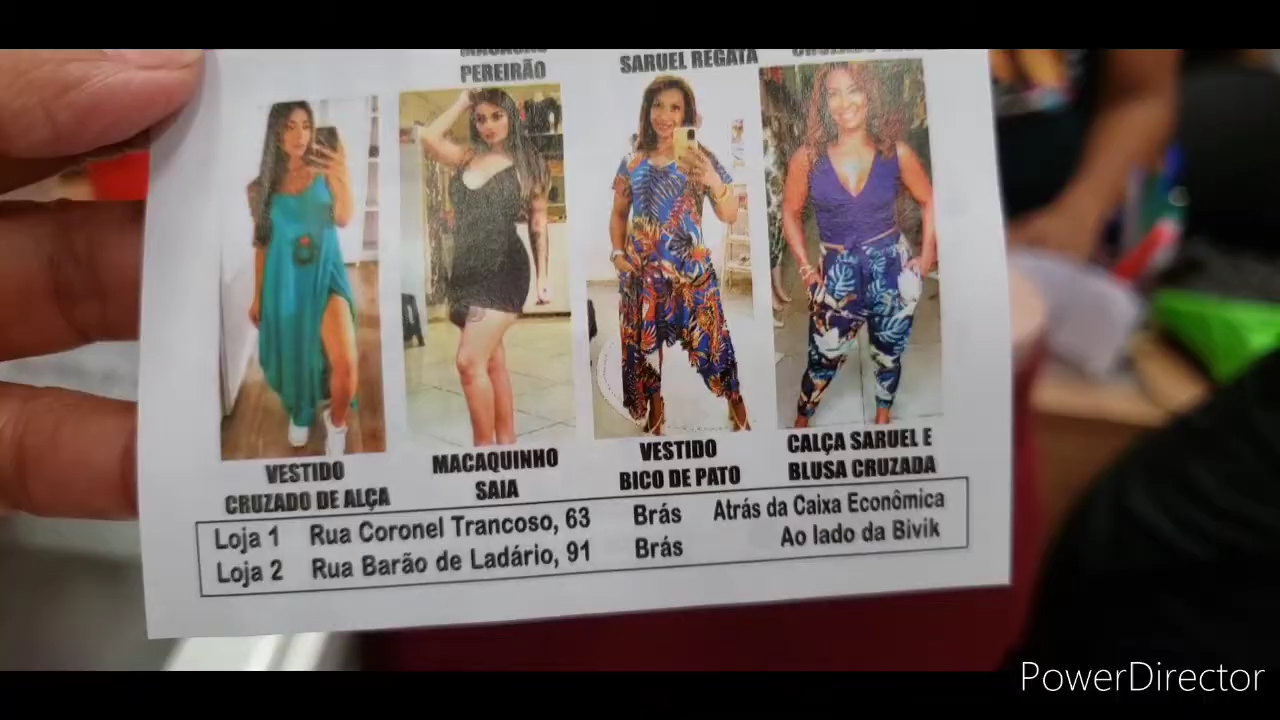 PEREIRÃO
SARUEL REGATA
VESTIDO
CRUZADO DE ALÇA
MACAQUINHO
SAIA
VESTIDO
BICO DE PATO
CALÇA SARUEL E
BLUSA CRUZADA
Loja 1 Rua Coronel Trancoso, 63 Brás Atrás da Caixa Econômica
Loja 2 Rua Barão de Ladário, 91 Brás Ao lado da Bivik
PowerDirector